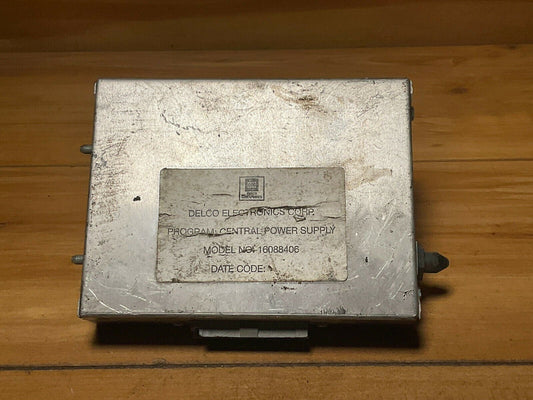 DELCO ELECTRONICS CORP.
PROGRAM: CENTRAL POWER SUPPLY
MODEL NO: 16088406
DATE CODE: